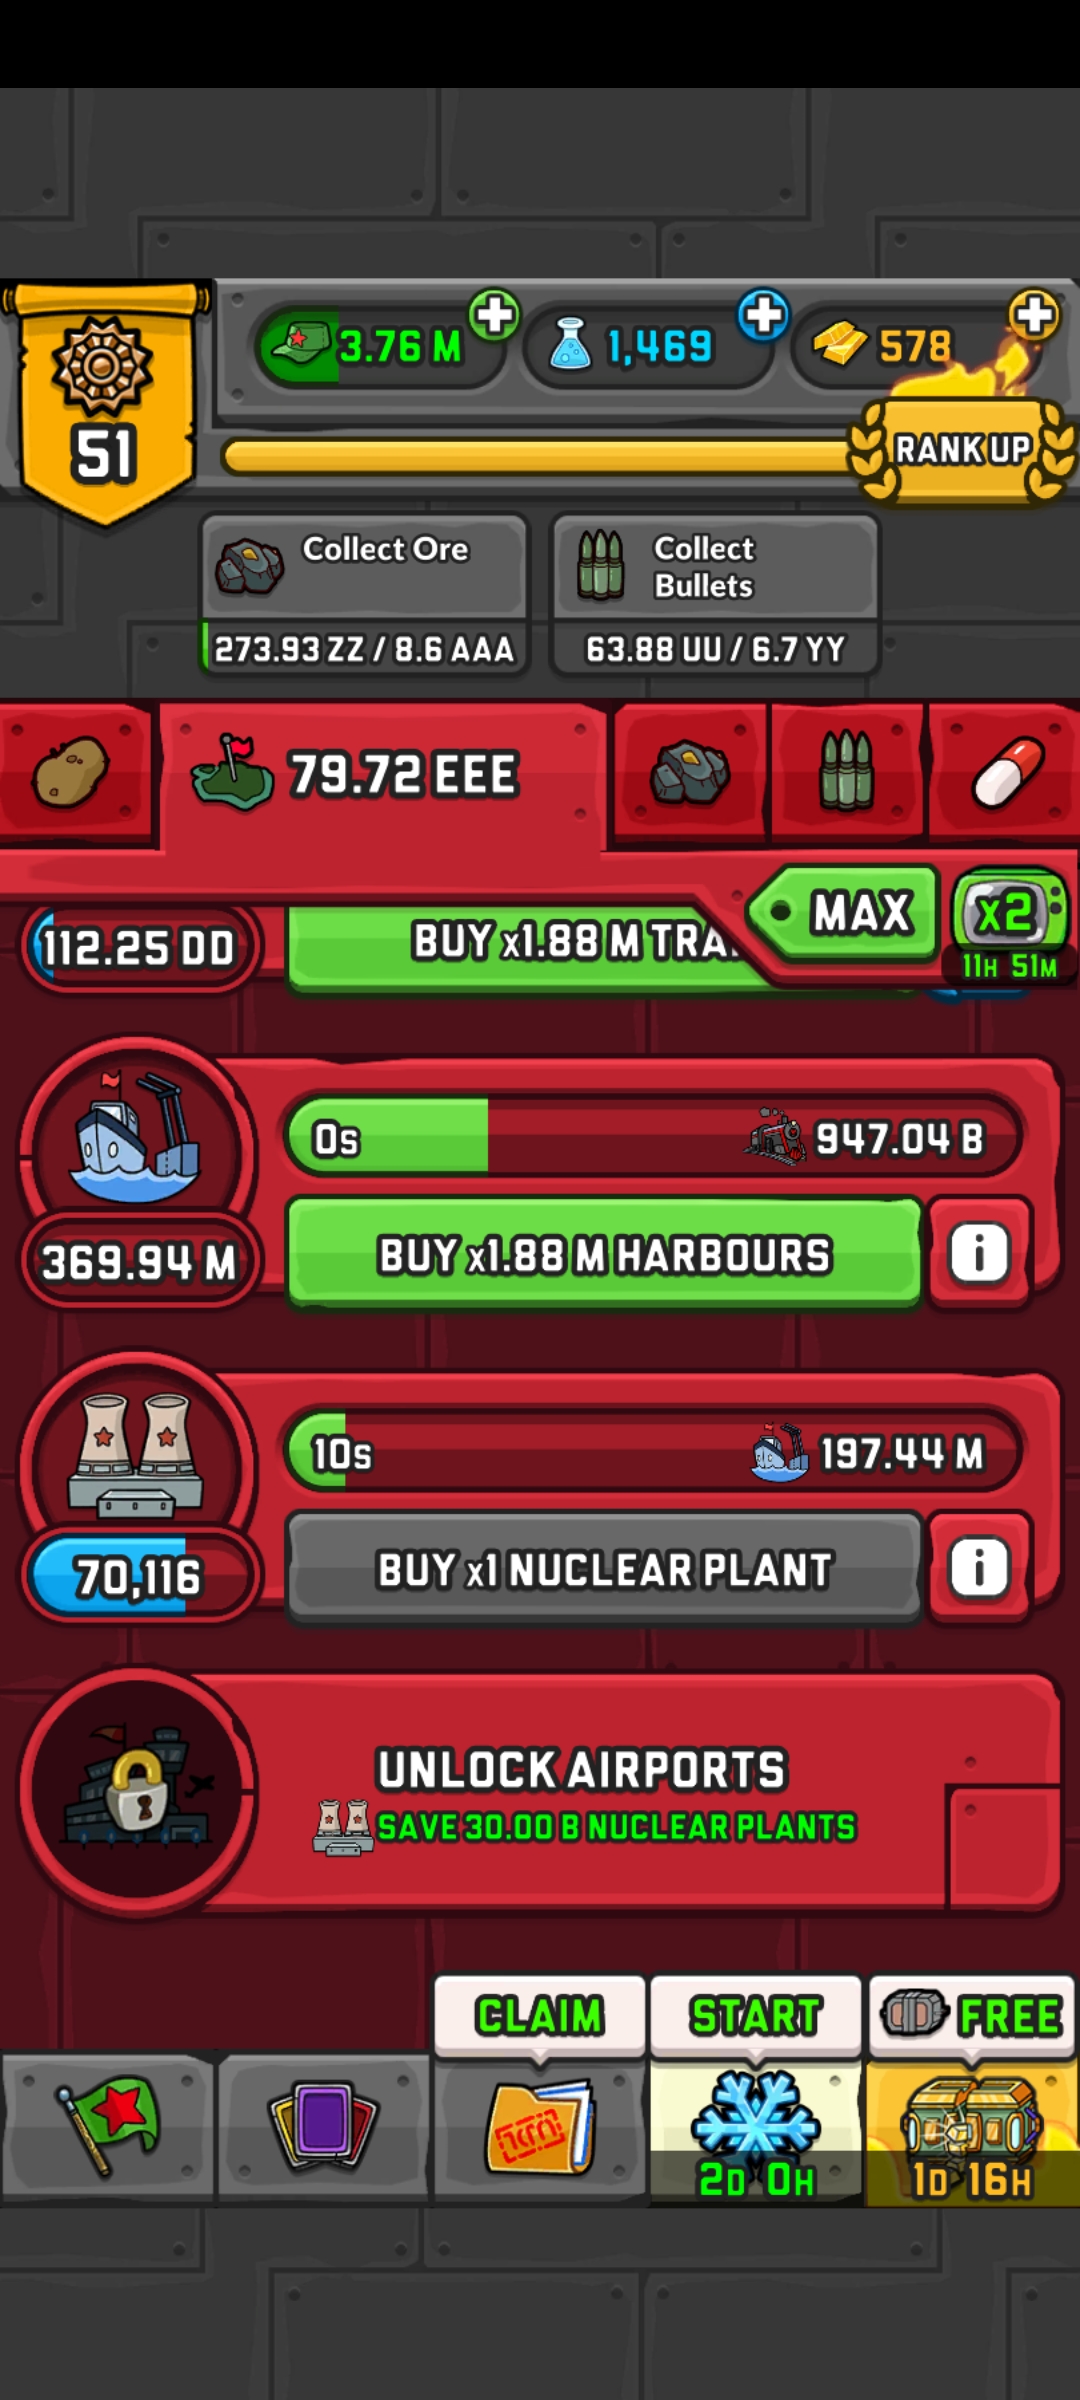 3.76 M
1,469
578
51
RANK UP
Collect Ore
273.93 ZZ / 8.6 AAA
Collect
Bullets
63.88 UU / 6.7 YY
79.72 EEE
MAX
x2
11H 51M
112.25 DD
BUY x1.88 M TRA
0s
947.04 B
369.94 M
BUY x1.88 M HARBOURS
i
10s
197.44 M
70,116
BUY x1 NUCLEAR PLANT
i
UNLOCK AIRPORTS
SAVE 30.00 B NUCLEAR PLANTS
CLAIM
START
FREE
2D 0H
1D 16H